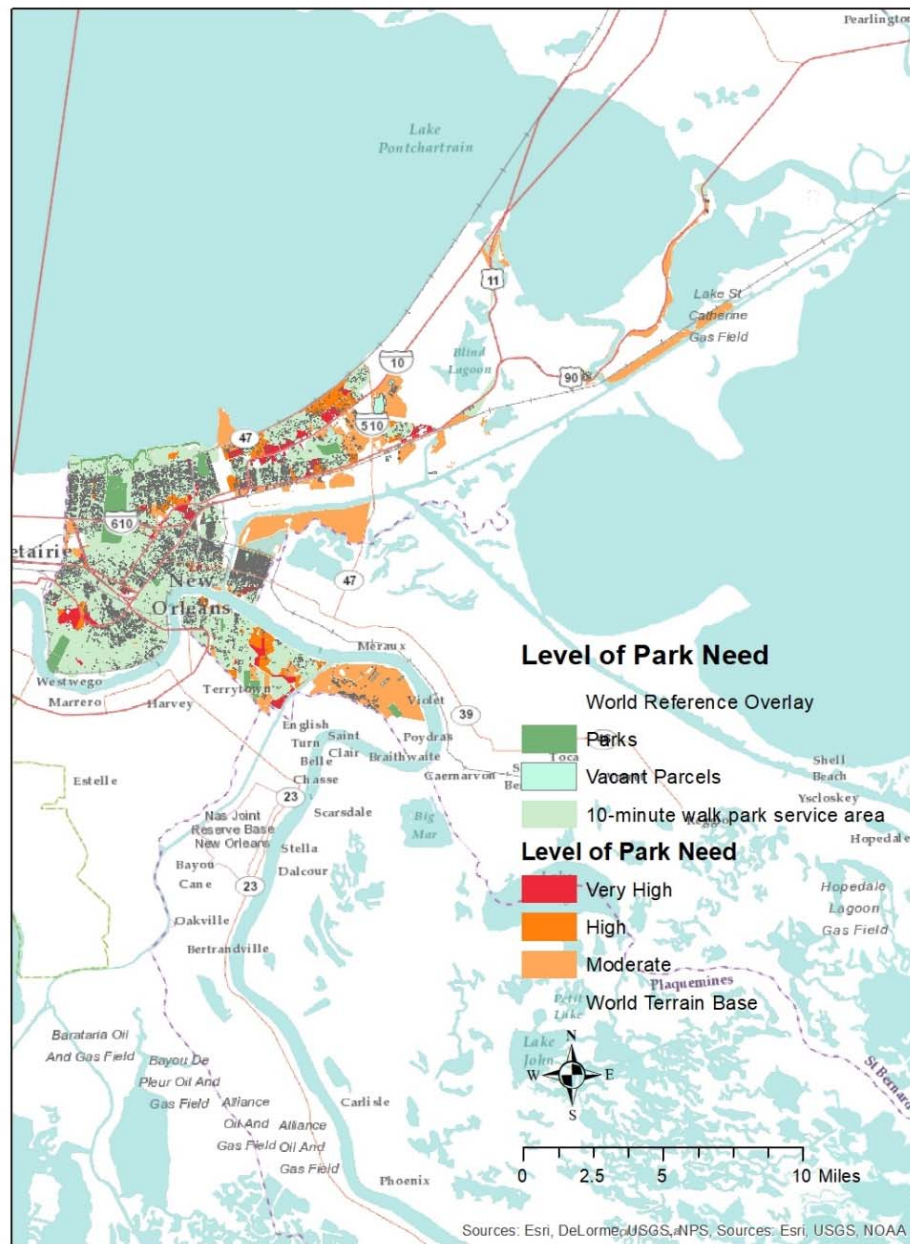 Pearlington
Lake
Pontchartrain
11
Lake St
Catherine
Gas Field
10
Blind
Lagoon
90
47
510
610
etairie
New
Orleans
47
Meraux
Level of Park Need
World Reference Overlay
Westwego
Marrero
Harvey
Terrytown
Violet
39
Parks
English
Turn
Saint
Belle
Clair
Poydras
Braithwaite
Toca
Shell
Beach
Vacant Parcels
Estelle
Chasse
Caernarvon
Yscloskey
23
Scarsdale
10-minute walk park service area
Hopedale
Nas Joint
Reserve Base
New Orleans
Big
Mar
Level of Park Need
Stella
Dalcour
Bayou
Cane
23
Very High
Hopedale
Lagoon
Gas Field
Oakville
High
Bertrandville
Moderate
Plaquemines
World Terrain Base
Petit
Lake
Barataria Oil
And Gas Field
Bayou De
Pleur Oil And
Gas Field
Lake
John
N
W E
S
St Bernard
Alliance
Oil And
Gas Field
Alliance
Oil And
Gas Field
Carlisle
Phoenix
0 2.5 5 10 Miles
Sources: Esri, DeLorme, USGS, NPS, Sources: Esri, USGS, NOAA